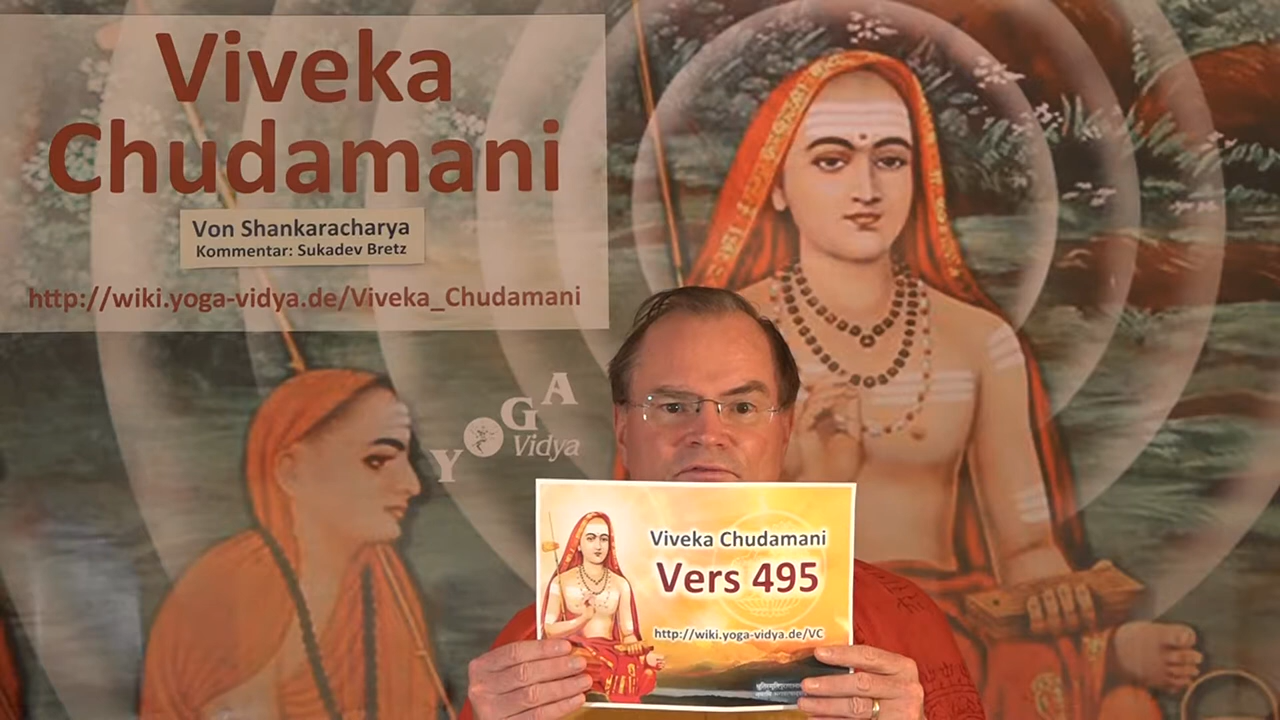 Viveka
Chudamani
Von Shankaracharya
Kommentar: Sukadev Bretz
http://wiki.yoga-vidya.de/Viveka_Chudamani
YOGA
Vidya
Viveka Chudamani
Vers 495
http://wiki.yoga-vidya.de/VC